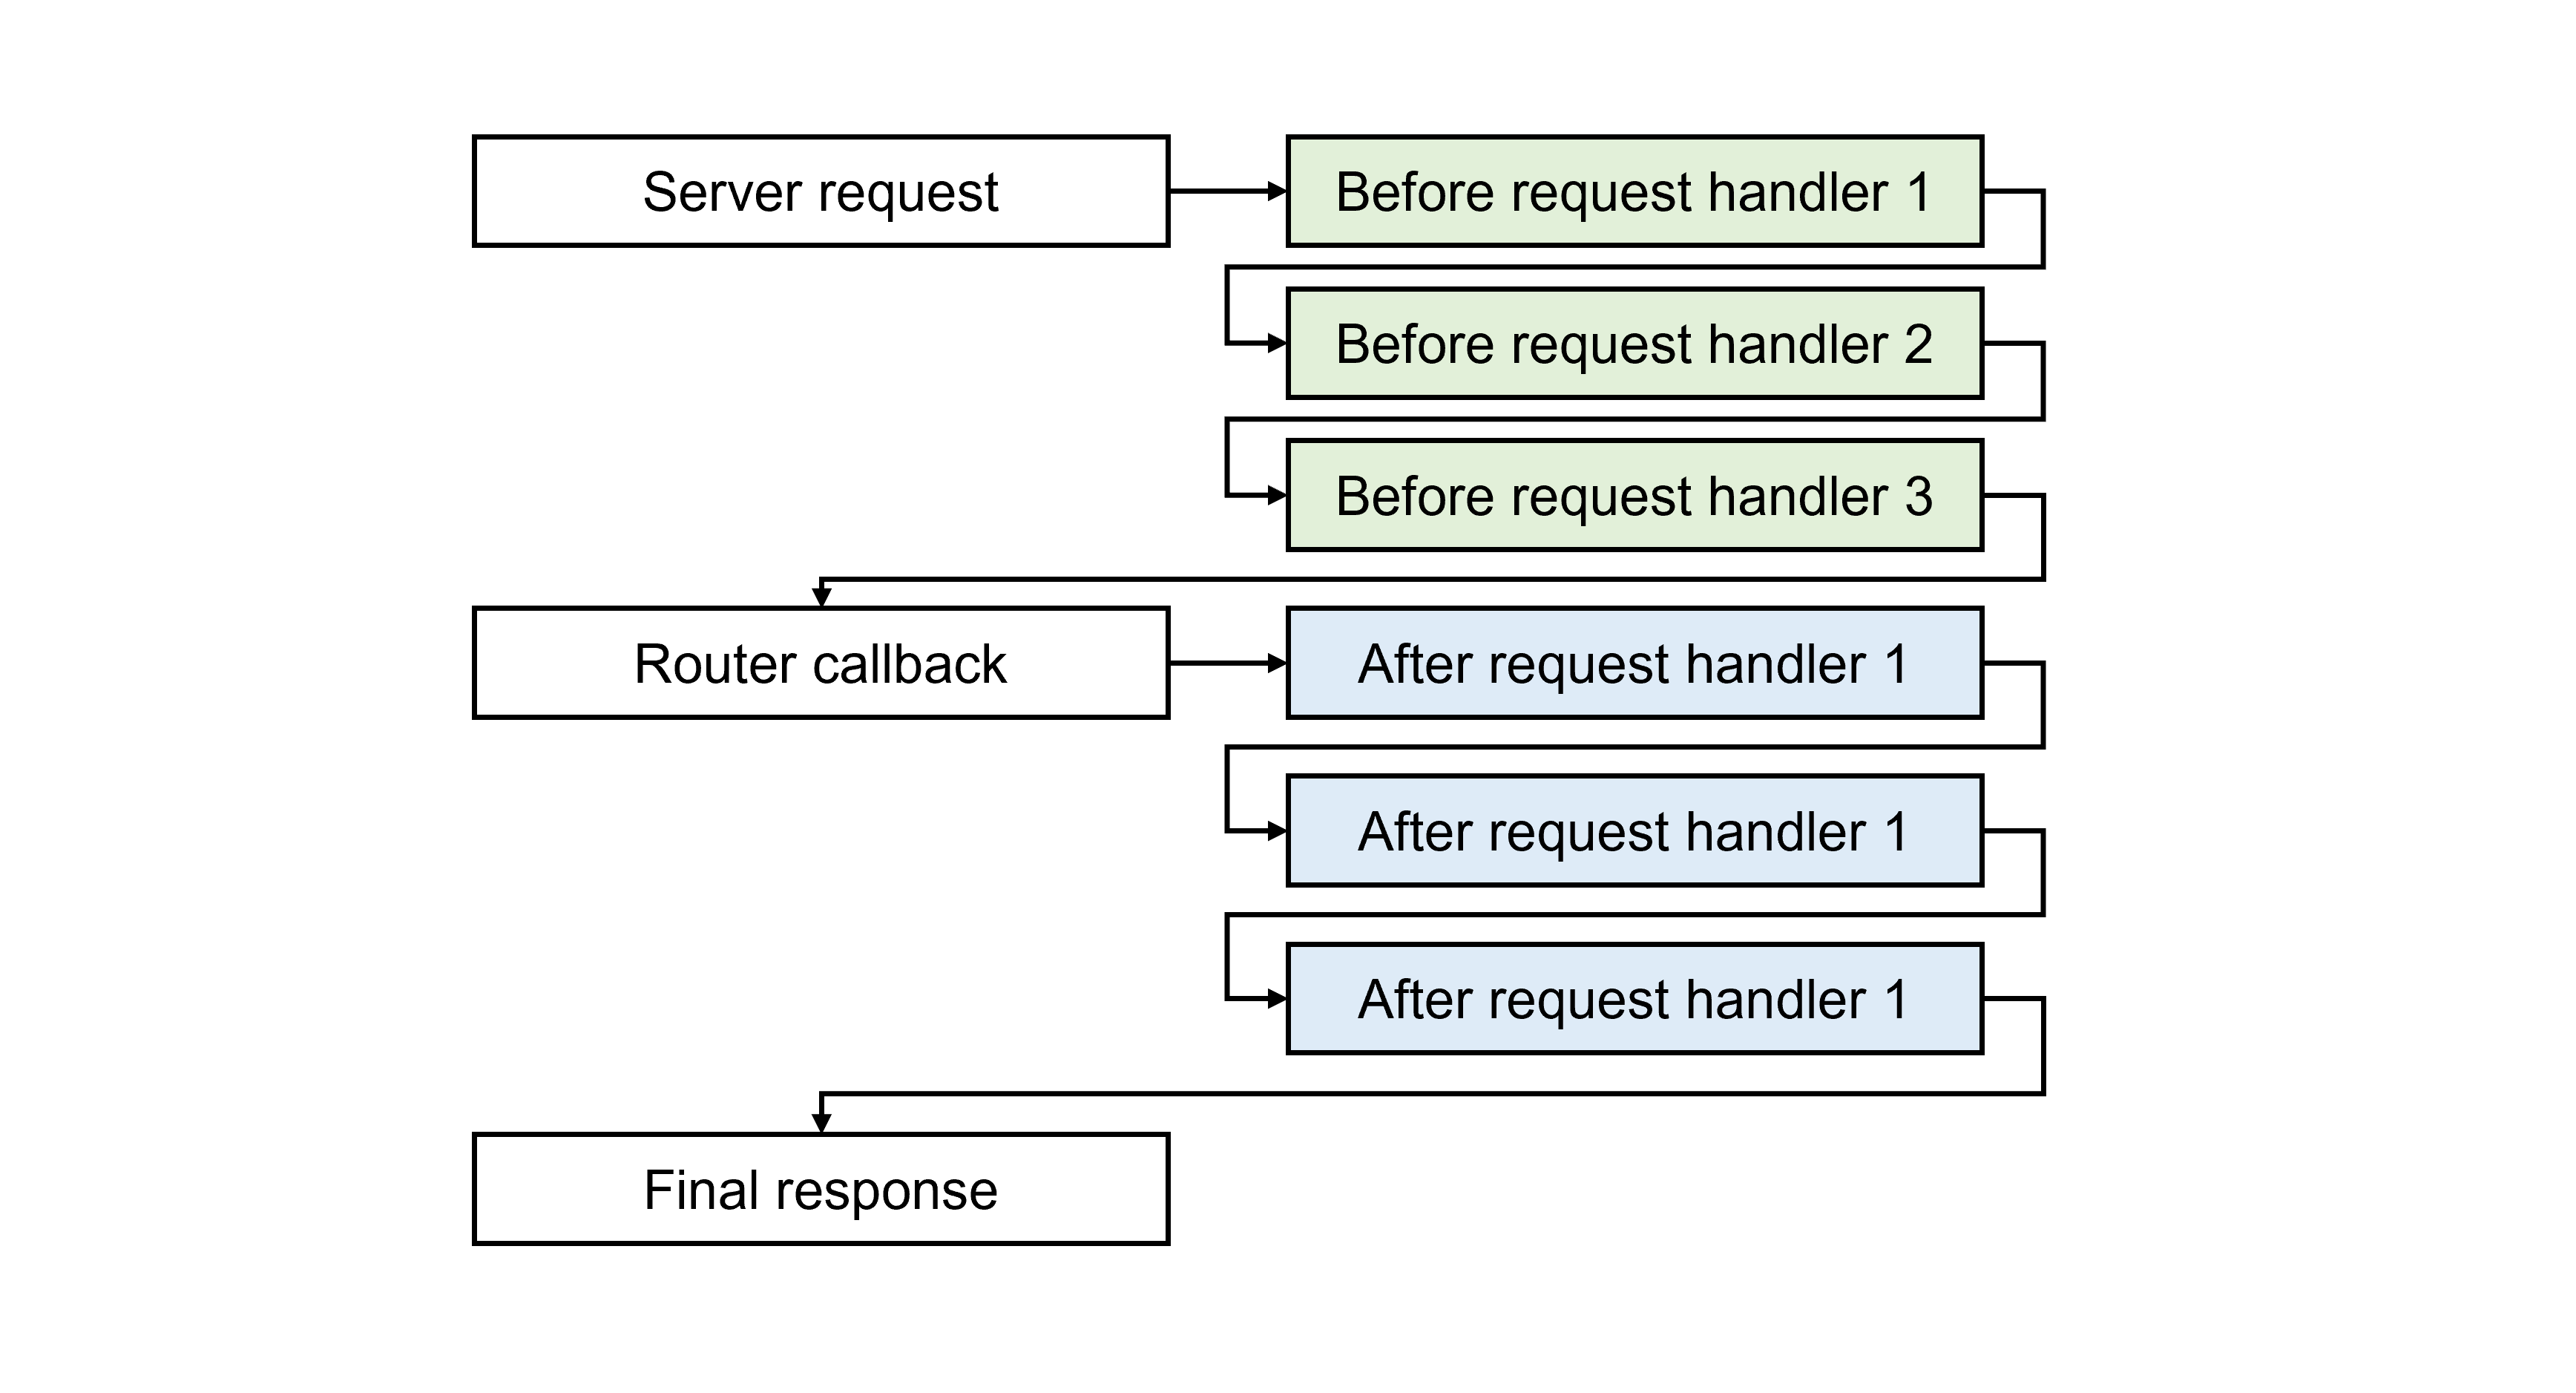 Server request
Before request handler 1
Before request handler 2
Before request handler 3
Router callback
After request handler 1
After request handler 1
After request handler 1
Final response